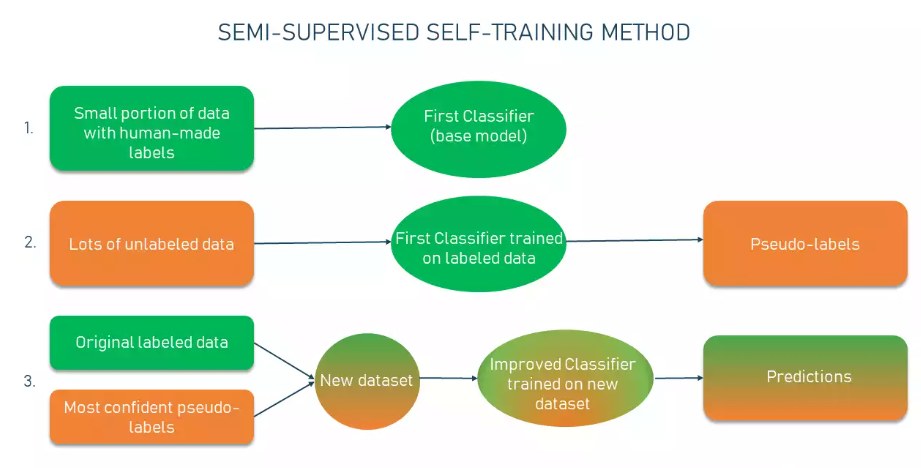 SEMI-SUPERVISED SELF-TRAINING METHOD
1.
Small portion of data
with human-made
labels
First Classifier
(base model)
2.
Lots of unlabeled data
First Classifier trained
on labeled data
Pseudo-labels
3.
Original labeled data
Most confident pseudo-
labels
New dataset
Improved Classifier
trained on new
dataset
Predictions